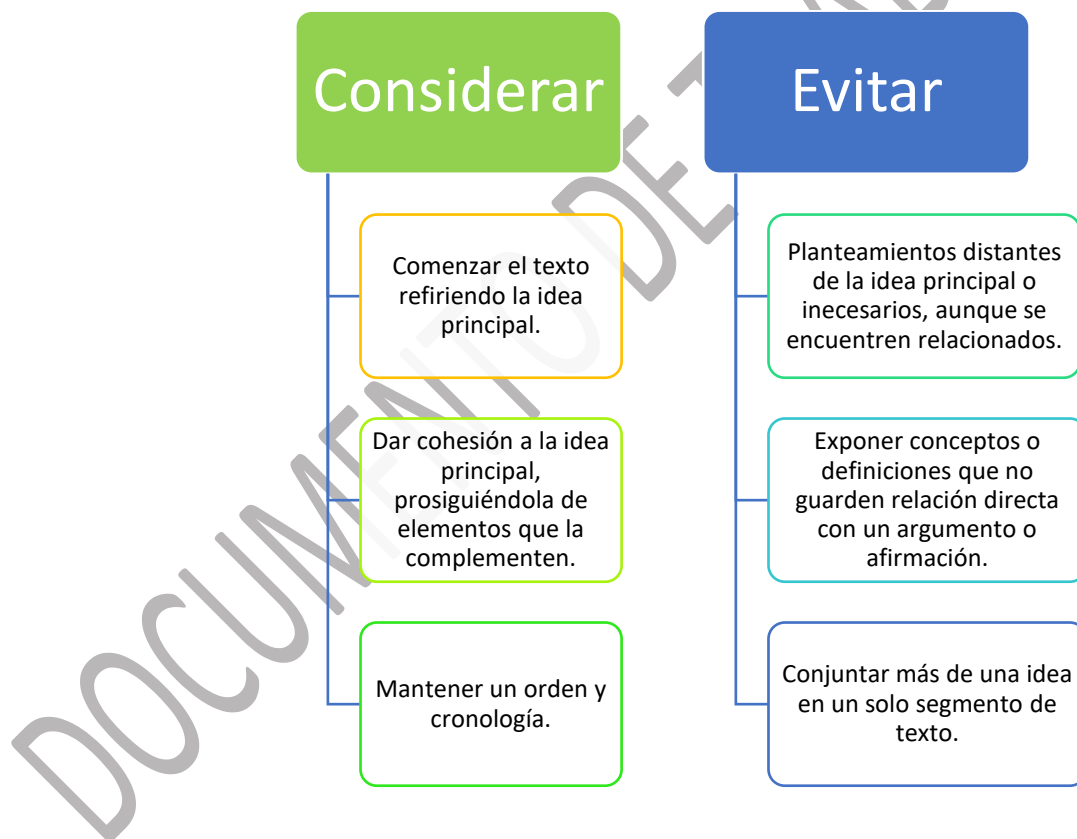 Considerar
Comenzar el texto
refiriendo la idea
principal.
Dar cohesión a la idea
principal,
prosiguiéndola de
elementos que la
complementen.
Mantener un orden y
cronología.
Evitar
Planteamientos distantes
de la idea principal o
inecesarios, aunque se
encuentren relacionados.
Exponer conceptos o
definiciones que no
guarden relación directa
con un argumento o
afirmación.
Conjuntar más de una idea
en un solo segmento de
texto.
DOCUMENTO DE